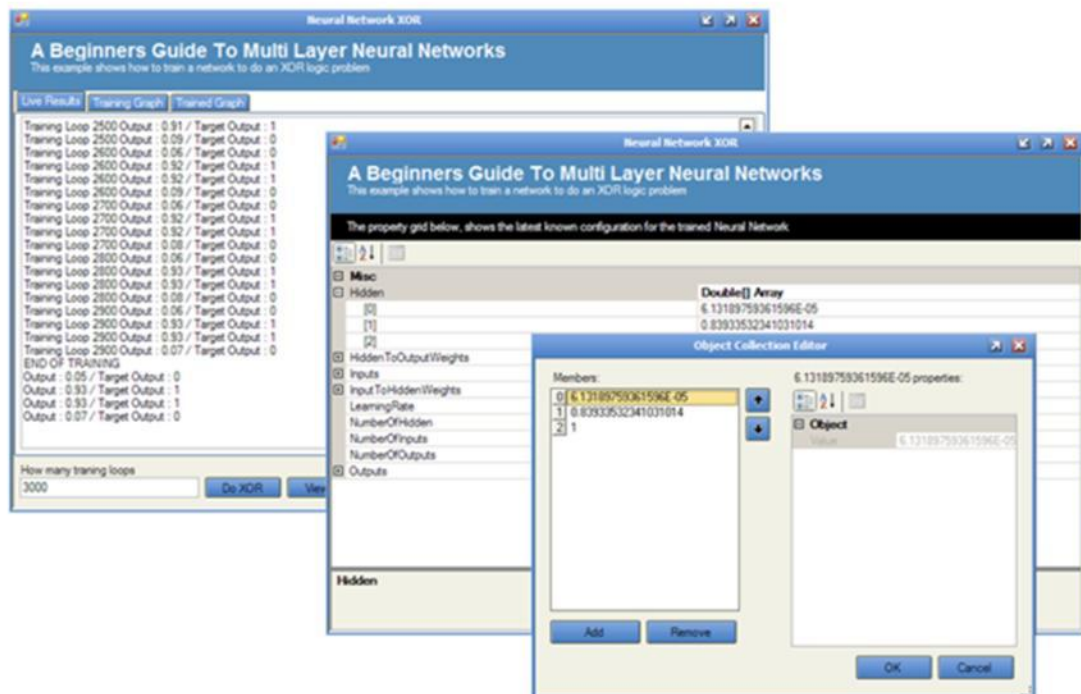 Neural Network XOR
A Beginners Guide To Multi Layer Neural Networks
This example shows how to train a network to do an XOR logic problem
Live Results
Training Graph
Trained Graph
Training Loop 2500 Output : 0.91 / Target Output : 1
Training Loop 2500 Output : 0.09 / Target Output : 0
Training Loop 2600 Output : 0.06 / Target Output : 0
Training Loop 2600 Output : 0.92 / Target Output : 1
Training Loop 2600 Output : 0.92 / Target Output : 1
Training Loop 2600 Output : 0.09 / Target Output : 0
Training Loop 2700 Output : 0.06 / Target Output : 0
Training Loop 2700 Output : 0.92 / Target Output : 1
Training Loop 2700 Output : 0.92 / Target Output : 1
Training Loop 2700 Output : 0.08 / Target Output : 0
Training Loop 2800 Output : 0.06 / Target Output : 0
Training Loop 2800 Output : 0.93 / Target Output : 1
Training Loop 2800 Output : 0.93 / Target Output : 1
Training Loop 2800 Output : 0.08 / Target Output : 0
Training Loop 2900 Output : 0.06 / Target Output : 0
Training Loop 2900 Output : 0.93 / Target Output : 1
Training Loop 2900 Output : 0.93 / Target Output : 1
Training Loop 2900 Output : 0.07 / Target Output : 0
END OF TRAINING
Output : 0.05 / Target Output : 0
Output : 0.93 / Target Output : 1
Output : 0.93 / Target Output : 1
Output : 0.07 / Target Output : 0
How many traning loops
3000
Do XOR
View
Neural Network XOR
A Beginners Guide To Multi Layer Neural Networks
This example shows how to train a network to do an XOR logic problem
The property grid below, shows the latest known configuration for the trained Neural Network
Misc
Hidden Double[] Array
[0] 6.13189759361596E-05
[1] 0.83933532341031014
[2]
HiddenToOutputWeights
Inputs
InputToHiddenWeights
LearningRate
NumberOfHidden
NumberOfInputs
NumberOfOutputs
Outputs
Hidden
Object Collection Editor
Members:
0 6.13189759361596E-05
1 0.83933532341031014
2 1
Add
Remove
6.13189759361596E-05 properties:
Object
Value 6.13189759361596E-05
OK
Cancel